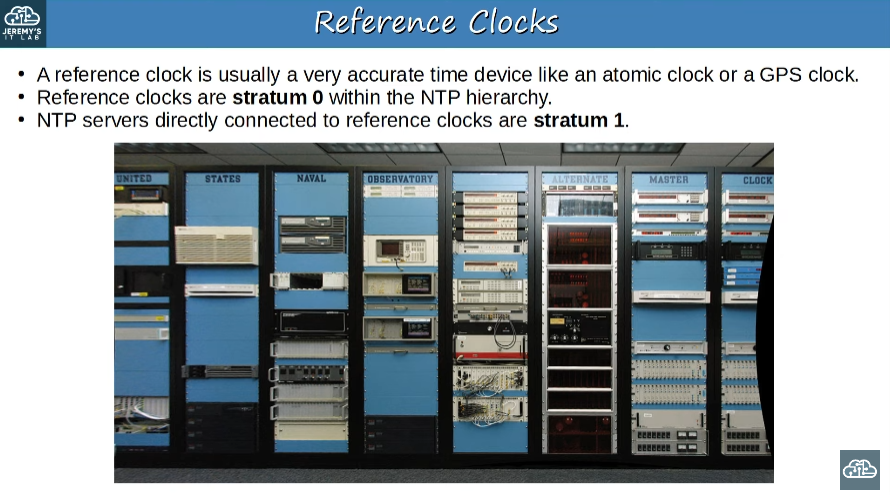 JEREMY'S
IT LAB
Reference Clocks
• A reference clock is usually a very accurate time device like an atomic clock or a GPS clock.
• Reference clocks are stratum 0 within the NTP hierarchy.
• NTP servers directly connected to reference clocks are stratum 1.
UNITED STATES NAVAL OBSERVATORY ALTERNATE MASTER CLOCK